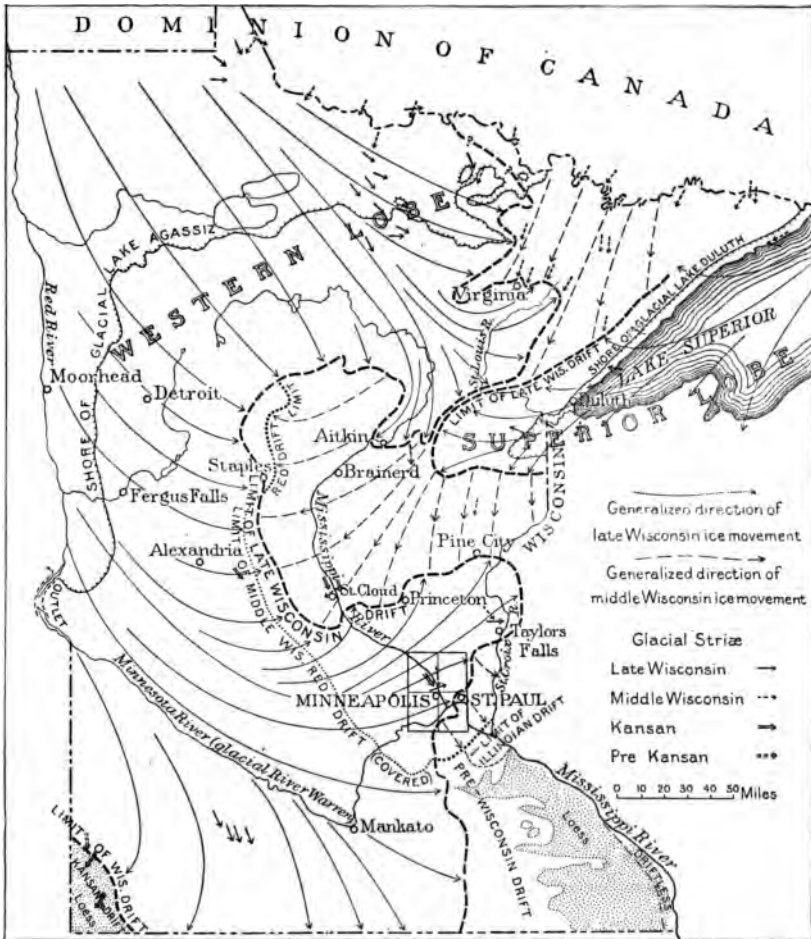 DOMINION OF CANADA
WESTERN LOBE
SHORE OF GLACIAL LAKE AGASSIZ
Virginia
St. Louis R.
LIMIT OF LATE WIS. DRIFT
SHORE OF GLACIAL LAKE DULUTH
LAKE SUPERIOR
SUPERIOR LOBE
Duluth
Red River
Moorhead
Detroit
RED DRIFT LIMIT
Aitkin
Staples
Brainerd
Mississippi River
Fergus Falls
Alexandria
LIMIT OF LATE WISCONSIN DRIFT
LIMIT OF MIDDLE WIS. RED DRIFT (COVERED)
St. Cloud
Princeton
Pine City
WISCONSIN
OUTLET
Taylors
Falls
St. Croix R.
MINNEAPOLIS
ST. PAUL
LIMIT OF
ILLINOIAN DRIFT
Minnesota River (glacial River Warren)
Mankato
PRE-WISCONSIN DRIFT
Mississippi River
Loess
Loess
DRIFTLESS
LIMIT OF WIS. DRIFT
KANSAN DRIFT
Loess
Generalized direction of
late Wisconsin ice movement
Generalized direction of
middle Wisconsin ice movement
Glacial Striæ
Late Wisconsin
Middle Wisconsin
Kansan
Pre Kansan
0 10 20 30 40 50 Miles